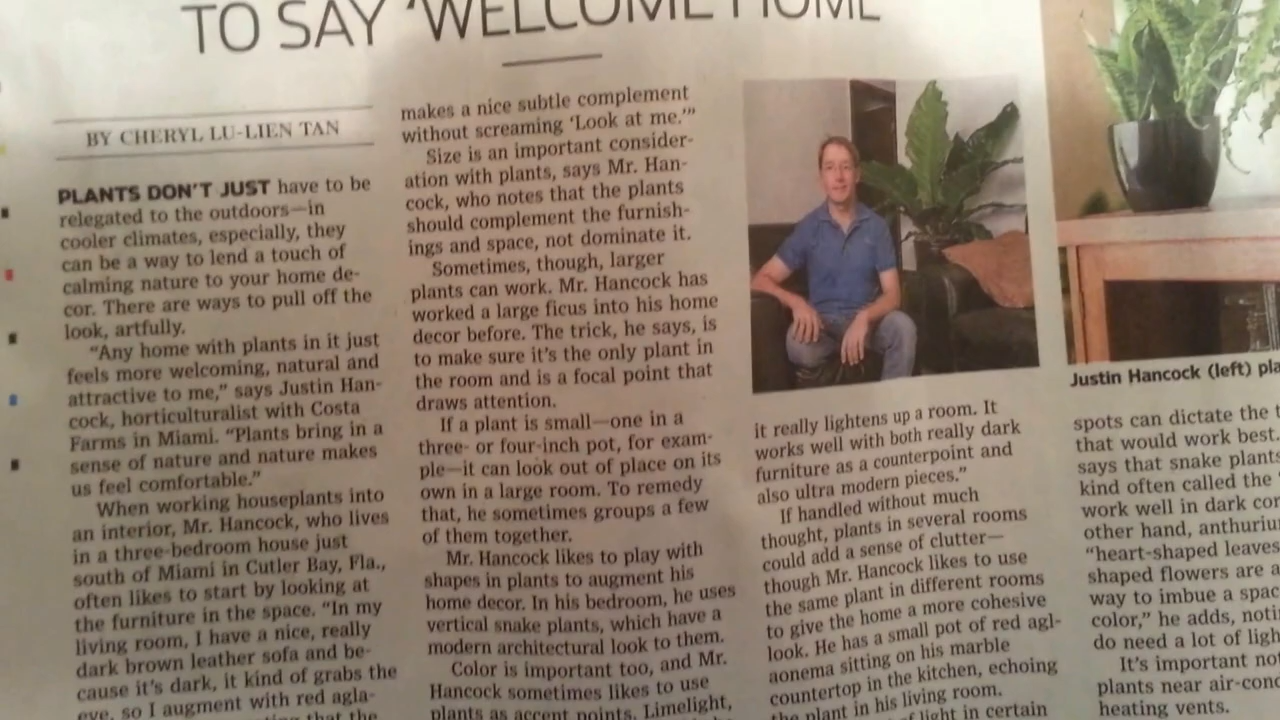 TO SAY ‘WELCOME HOME
BY CHERYL LU-LIEN TAN
PLANTS DON'T JUST have to be
relegated to the outdoors—in
cooler climates, especially, they
can be a way to lend a touch of
calming nature to your home de-
cor. There are ways to pull off the
look, artfully.
“Any home with plants in it just
feels more welcoming, natural and
attractive to me,” says Justin Han-
cock, horticulturalist with Costa
Farms in Miami. “Plants bring in a
sense of nature and nature makes
us feel comfortable.”
When working houseplants into
an interior, Mr. Hancock, who lives
in a three-bedroom house just
south of Miami in Cutler Bay, Fla.,
often likes to start by looking at
the furniture in the space. “In my
living room, I have a nice, really
dark brown leather sofa and be-
cause it's dark, it kind of grabs the
eye, so I augment with red agla-
that the
makes a nice subtle complement
without screaming ‘Look at me.’”
Size is an important consider-
ation with plants, says Mr. Han-
cock, who notes that the plants
should complement the furnish-
ings and space, not dominate it.
Sometimes, though, larger
plants can work. Mr. Hancock has
worked a large ficus into his home
decor before. The trick, he says, is
to make sure it's the only plant in
the room and is a focal point that
draws attention.
If a plant is small—one in a
three- or four-inch pot, for exam-
ple—it can look out of place on its
own in a large room. To remedy
that, he sometimes groups a few
of them together.
Mr. Hancock likes to play with
shapes in plants to augment his
home decor. In his bedroom, he uses
vertical snake plants, which have a
modern architectural look to them.
Color is important too, and Mr.
Hancock sometimes likes to use
plants as accent points. Limelight,
it really lightens up a room. It
works well with both really dark
furniture as a counterpoint and
also ultra modern pieces.”
If handled without much
thought, plants in several rooms
could add a sense of clutter—
though Mr. Hancock likes to use
the same plant in different rooms
to give the home a more cohesive
look. He has a small pot of red agl-
aonema sitting on his marble
countertop in the kitchen, echoing
the plant in his living room.
of light in certain
Justin Hancock (left) pla
spots can dictate the t
that would work best.
says that snake plants
kind often called the
work well in dark cor
other hand, anthuriu
“heart-shaped leaves
shaped flowers are a
way to imbue a spac
color,” he adds, noti
do need a lot of ligh
It's important not
plants near air-conc
heating vents.